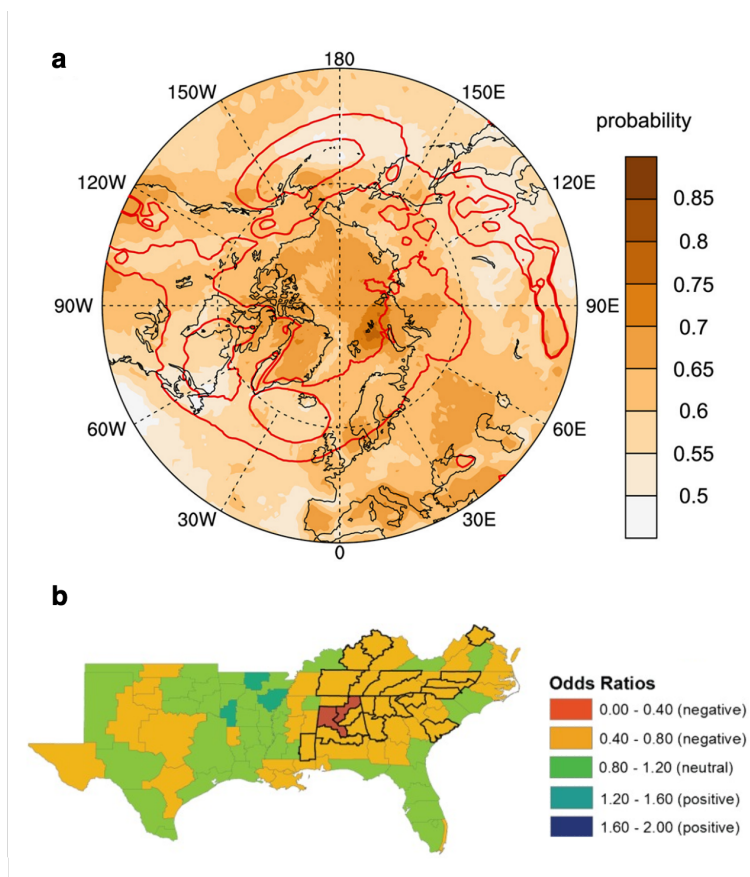 a
180
150W
150E
probability
120W
120E
0.85
0.8
0.75
90W
90E
0.7
0.65
0.6
60W
60E
0.55
0.5
30W
30E
0
b
Odds Ratios
0.00 - 0.40 (negative)
0.40 - 0.80 (negative)
0.80 - 1.20 (neutral)
1.20 - 1.60 (positive)
1.60 - 2.00 (positive)